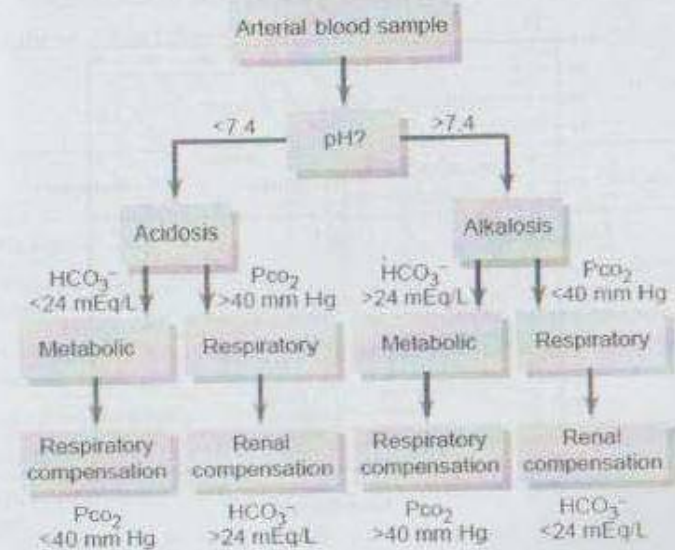 Arterial blood sample
<7.4
pH?
>7.4
Acidosis
Alkalosis
HCO₃⁻
<24 mEq/L
Pco₂
>40 mm Hg
HCO₃⁻
>24 mEq/L
Pco₂
<40 mm Hg
Metabolic
Respiratory
Metabolic
Respiratory
Respiratory
compensation
Renal
compensation
Respiratory
compensation
Renal
compensation
Pco₂
<40 mm Hg
HCO₃⁻
>24 mEq/L
Pco₂
>40 mm Hg
HCO₃⁻
<24 mEq/L